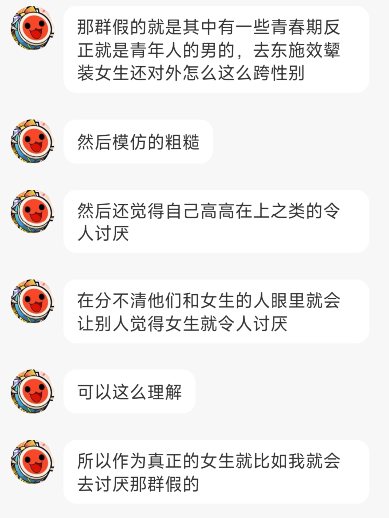 那群假的就是其中有一些青春期反
正就是青年人的男的，去东施效颦
装女生还对外怎么这么跨性别
然后模仿的粗糙
然后还觉得自己高高在上之类的令
人讨厌
在分不清他们和女生的人眼里就会
让别人觉得女生就令人讨厌
可以这么理解
所以作为真正的女生就比如我就会
去讨厌那群假的